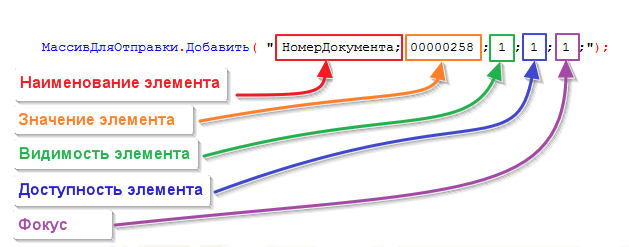 МассивДляОтправки.Добавить( "НомерДокумента;00000258;1;1;1;");
Наименование элемента
Значение элемента
Видимость элемента
Доступность элемента
Фокус